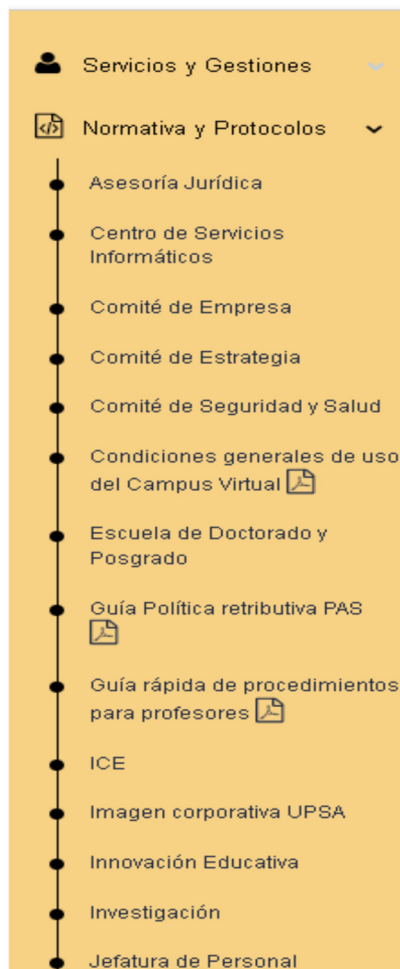 Servicios y Gestiones
Normativa y Protocolos
Asesoría Jurídica
Centro de Servicios
Informáticos
Comité de Empresa
Comité de Estrategia
Comité de Seguridad y Salud
Condiciones generales de uso
del Campus Virtual
Escuela de Doctorado y
Posgrado
Guía Política retributiva PAS
Guía rápida de procedimientos
para profesores
ICE
Imagen corporativa UPSA
Innovación Educativa
Investigación
Jefatura de Personal